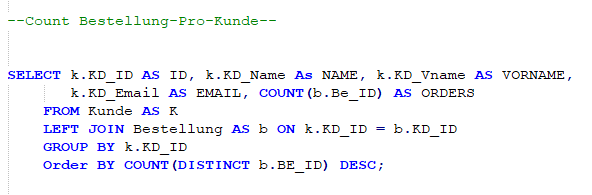 --Count Bestellung-Pro-Kunde--
SELECT k.KD_ID AS ID, k.KD_Name As NAME, k.KD_Vname AS VORNAME,
k.KD_Email AS EMAIL, COUNT(b.Be_ID) AS ORDERS
FROM Kunde AS K
LEFT JOIN Bestellung AS b ON k.KD_ID = b.KD_ID
GROUP BY k.KD_ID
Order BY COUNT(DISTINCT b.BE_ID) DESC;